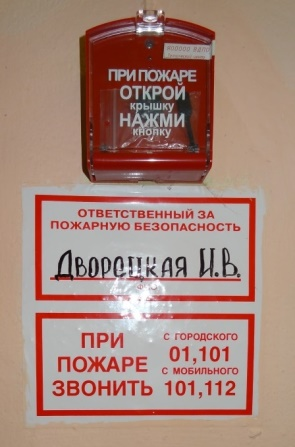 ПРИ ПОЖАРЕ
ОТКРОЙ
крышку
НАЖМИ
кнопку
ОТВЕТСТВЕННЫЙ ЗА
ПОЖАРНУЮ БЕЗОПАСНОСТЬ
ДВОРЕЦКАЯ И.В.
ПРИ
ПОЖАРЕ
ЗВОНИТЬ
С ГОРОДСКОГО
01,101
С МОБИЛЬНОГО
101,112